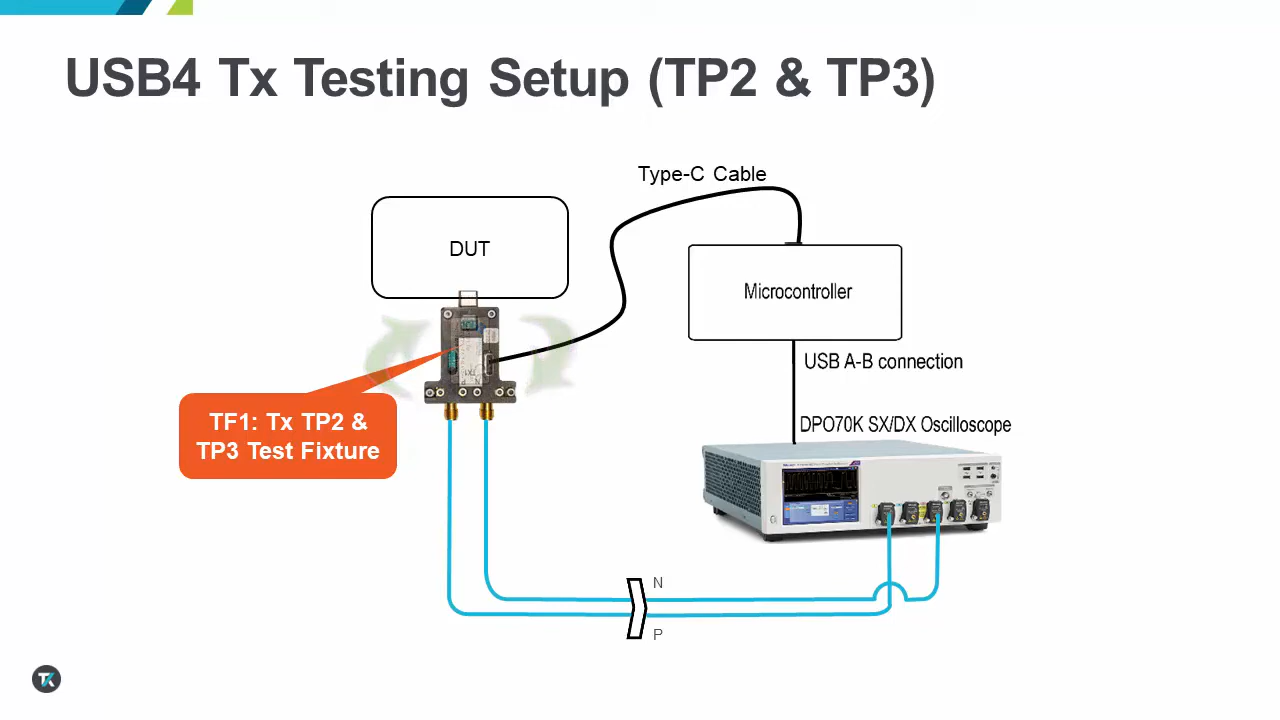 USB4 Tx Testing Setup (TP2 & TP3)
Type-C Cable
DUT
Microcontroller
USB A-B connection
TF1: Tx TP2 &
TP3 Test Fixture
DPO70K SX/DX Oscilloscope
N
P